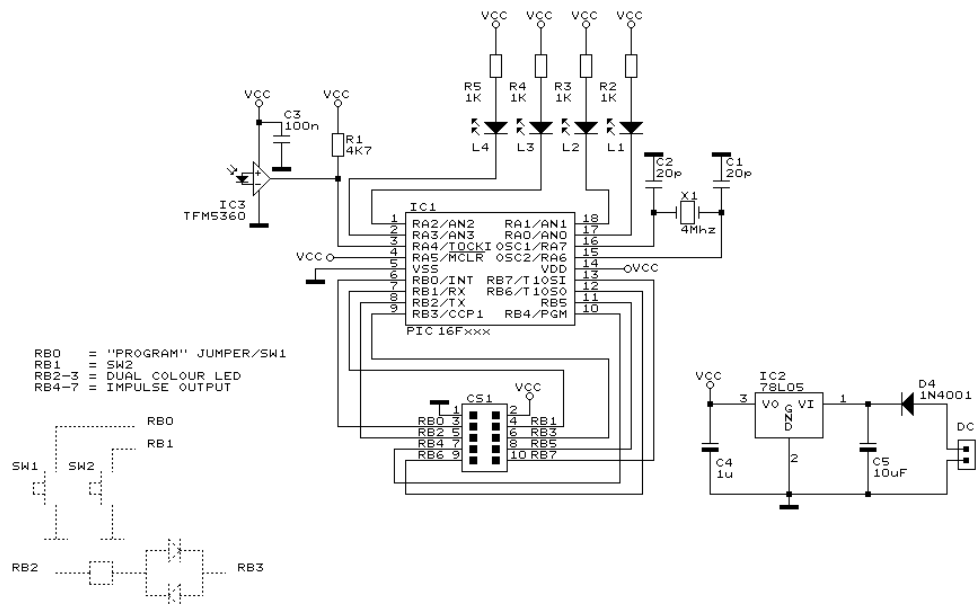 VCC VCC VCC VCC
R5 1K
R4 1K
R3 1K
R2 1K
L4 L3 L2 L1
VCC VCC
C3
100n
R1
4K7
IC3
TFM5360
C2
20p
C1
20p
X1
4Mhz
IC1
1 RA2/AN2 RA1/AN1 18
2 RA3/AN3 RA0/AN0 17
3 RA4/TOCKI OSC1/RA7 16
4 RA5/MCLR OSC2/RA6 15
5 VSS VDD 14
6 RB0/INT RB7/T1OSI 13
7 RB1/RX RB6/T1OSO 12
8 RB2/TX RB5 11
9 RB3/CCP1 RB4/PGM 10
VCC
VCC
PIC 16Fxxx
RB0 = "PROGRAM" JUMPER/SW1
RB1 = SW2
RB2-3 = DUAL COLOUR LED
RB4-7 = IMPULSE OUTPUT
CS1
VCC
1 2
RB0 3 4 RB1
RB2 5 6 RB3
RB4 7 8 RB5
RB6 9 10 RB7
RB0
RB1
SW1 SW2
RB2 RB3
VCC
IC2
78L05
3 VO GND VI 1
2
D4
1N4001
DC
C4
1u
C5
10uF